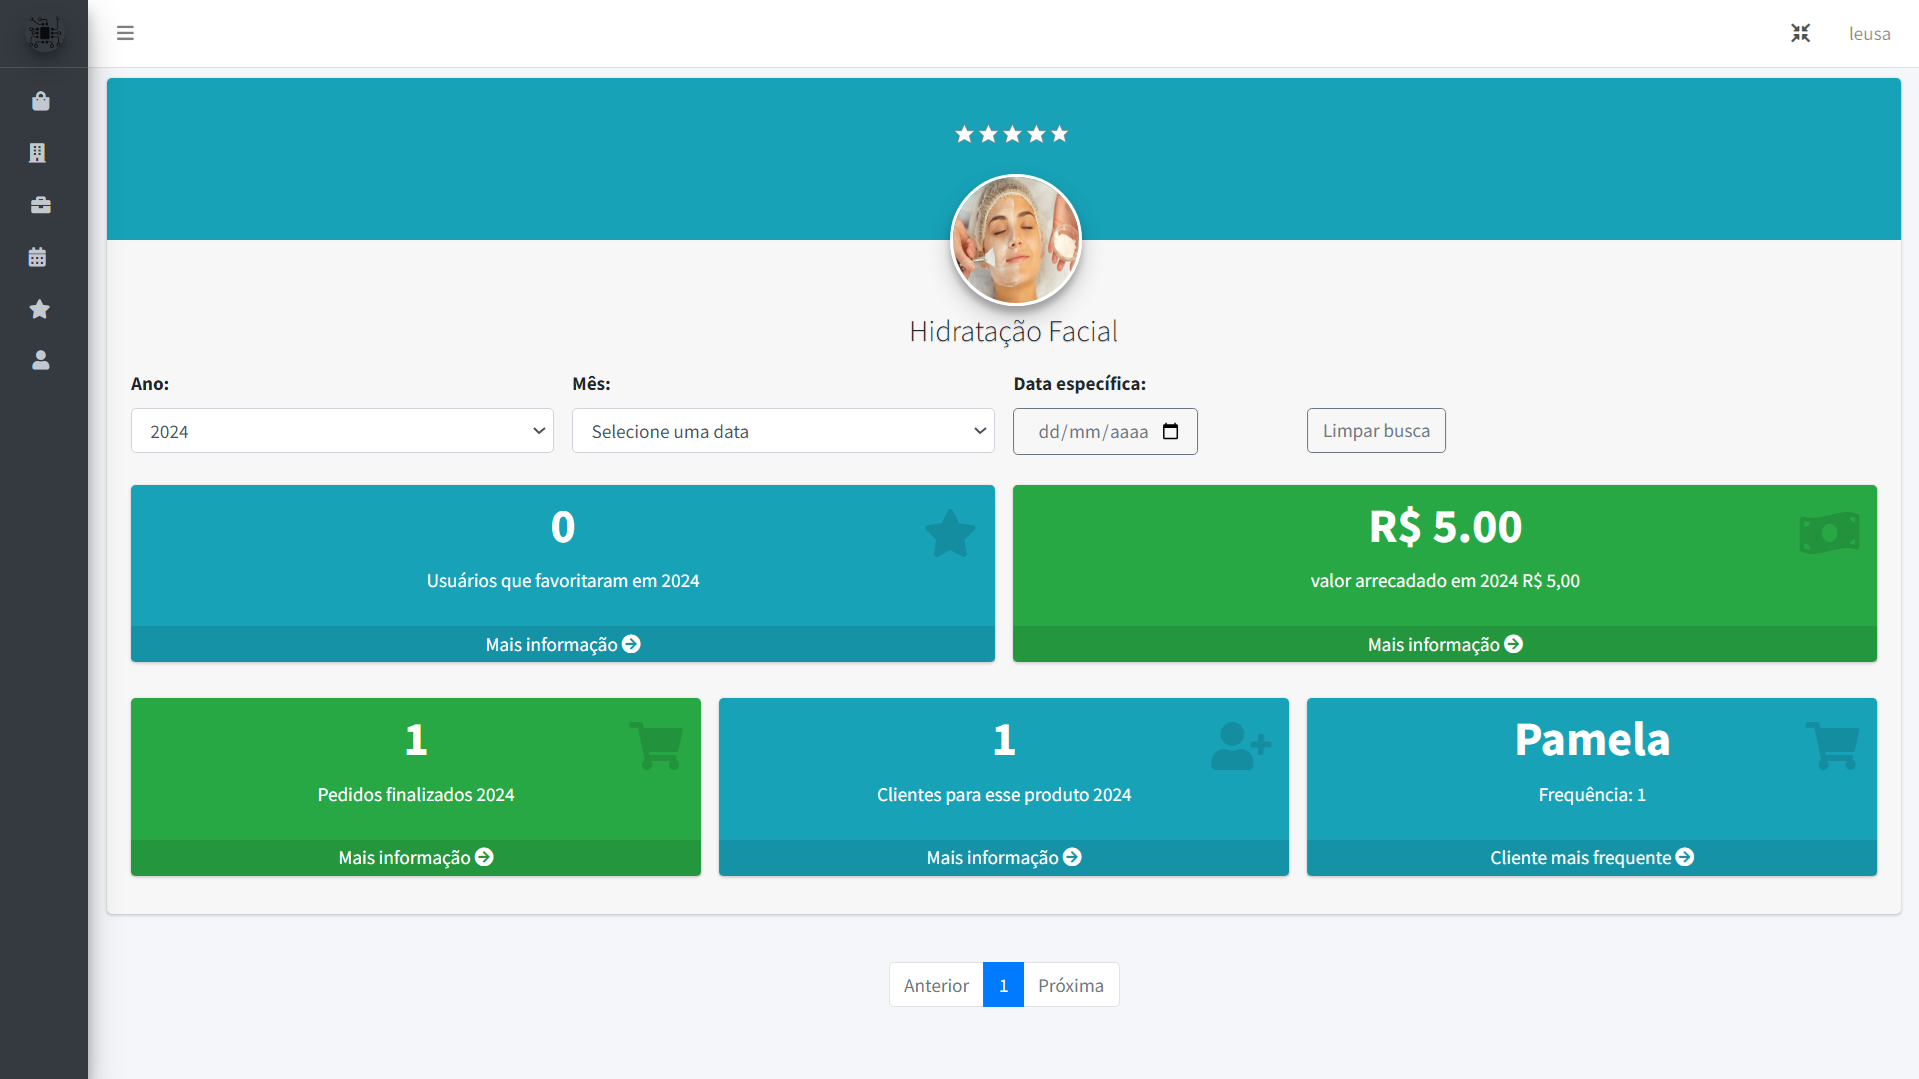 leusa
Hidratação Facial
Ano:
Mês:
Data específica:
2024
Selecione uma data
dd/mm/aaaa
Limpar busca
0
Usuários que favoritaram em 2024
Mais informação
R$ 5.00
valor arrecadado em 2024 R$ 5,00
Mais informação
1
Pedidos finalizados 2024
Mais informação
1
Clientes para esse produto 2024
Mais informação
Pamela
Frequência: 1
Cliente mais frequente
Anterior
1
Próxima